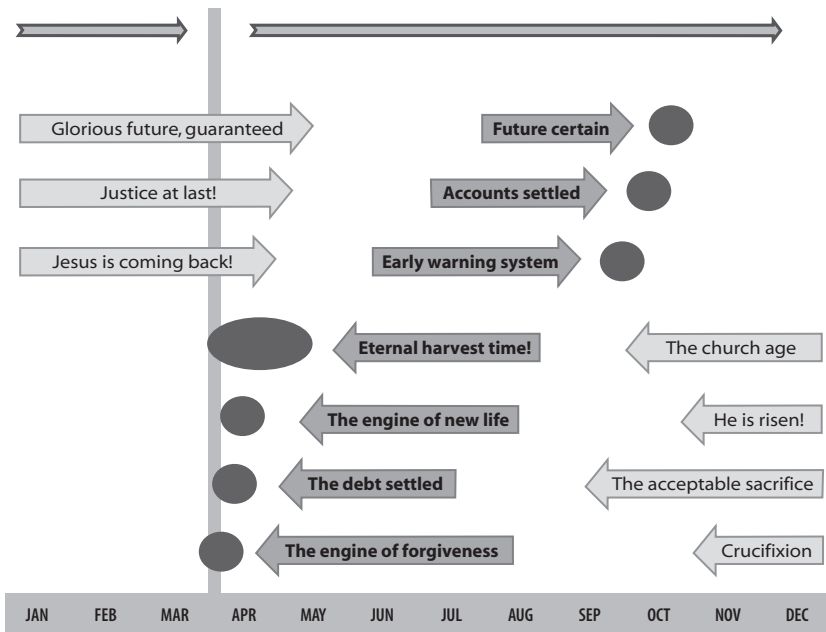 Glorious future, guaranteed
Future certain
Justice at last!
Accounts settled
Jesus is coming back!
Early warning system
Eternal harvest time!
The church age
The engine of new life
He is risen!
The debt settled
The acceptable sacrifice
The engine of forgiveness
Crucifixion
JAN FEB MAR APR MAY JUN JUL AUG SEP OCT NOV DEC